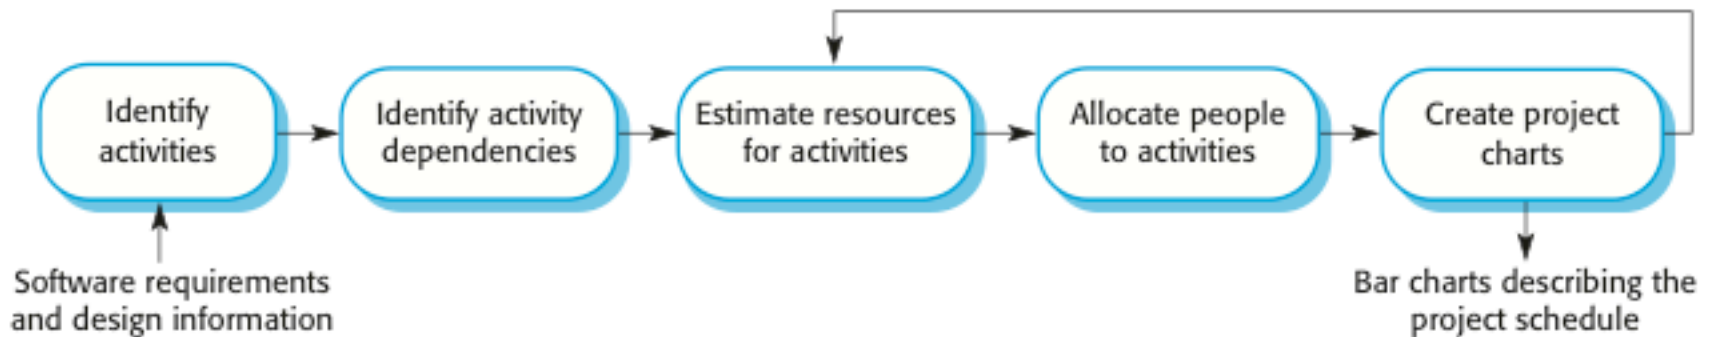 Identify
activities
Identify activity
dependencies
Estimate resources
for activities
Allocate people
to activities
Create project
charts
Software requirements
and design information
Bar charts describing the
project schedule